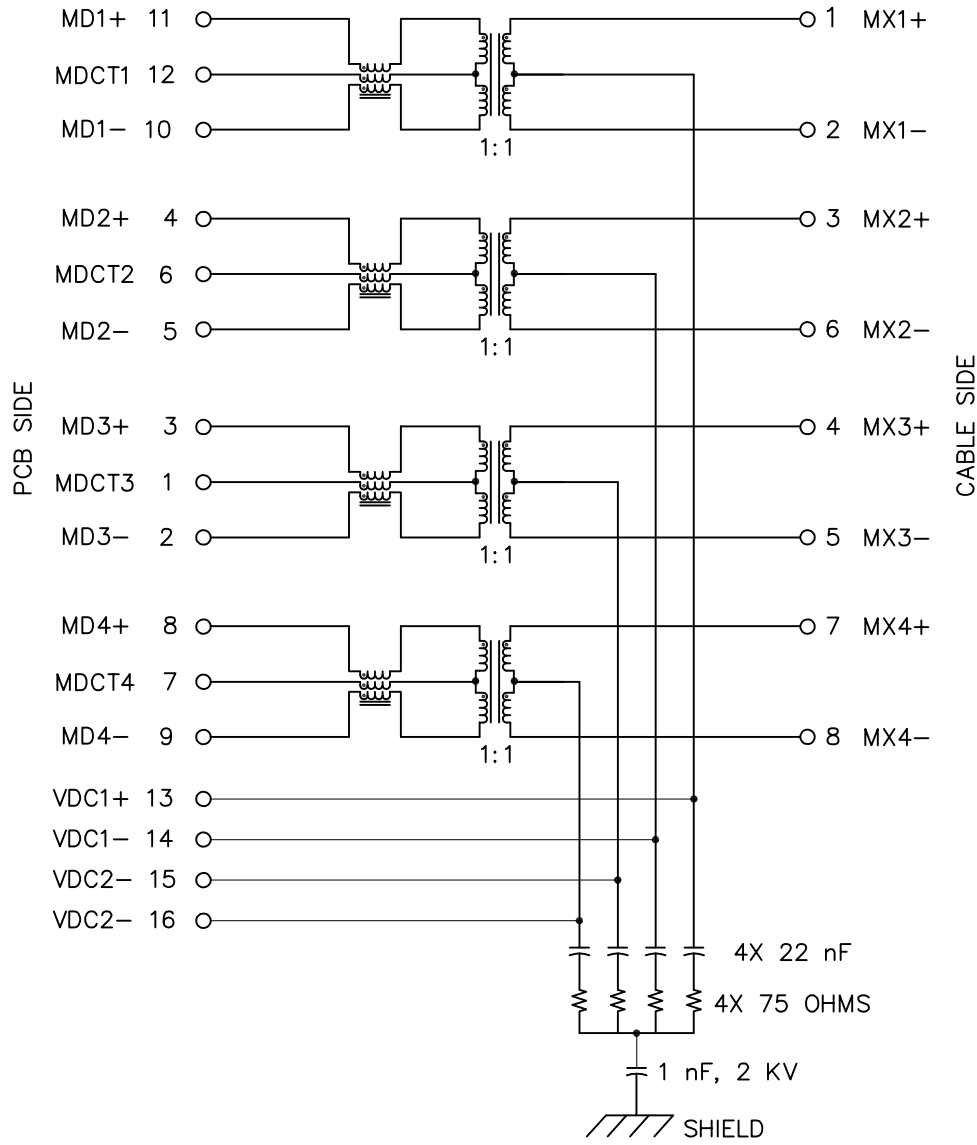 MD1+ 11
1 MX1+
MDCT1 12
MD1− 10
2 MX1−
1:1
MD2+ 4
3 MX2+
MDCT2 6
MD2− 5
6 MX2−
1:1
PCB SIDE
CABLE SIDE
MD3+ 3
4 MX3+
MDCT3 1
MD3− 2
5 MX3−
1:1
MD4+ 8
7 MX4+
MDCT4 7
MD4− 9
8 MX4−
1:1
VDC1+ 13
VDC1− 14
VDC2− 15
VDC2− 16
4X 22 nF
4X 75 OHMS
1 nF, 2 KV
SHIELD